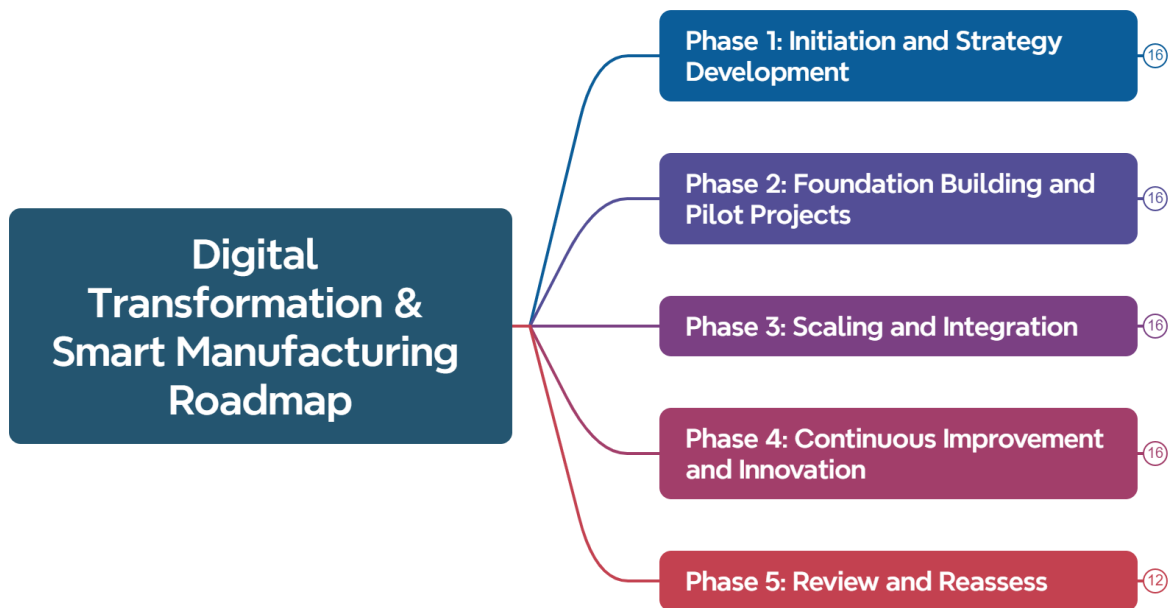 Digital
Transformation &
Smart Manufacturing
Roadmap
Phase 1: Initiation and Strategy
Development
16
Phase 2: Foundation Building and
Pilot Projects
16
Phase 3: Scaling and Integration
16
Phase 4: Continuous Improvement
and Innovation
16
Phase 5: Review and Reassess
12